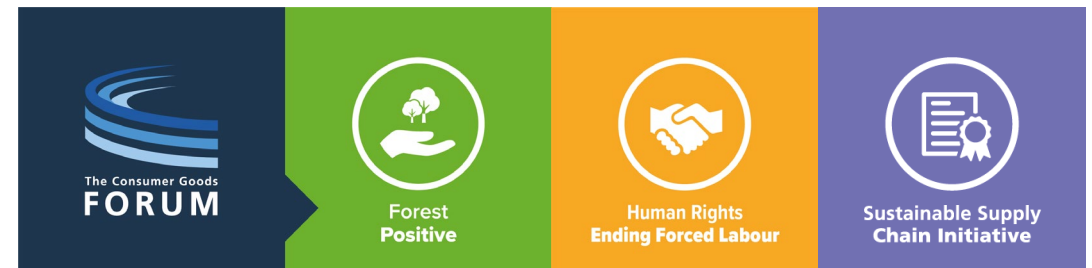 The Consumer Goods
FORUM
Forest
Positive
Human Rights
Ending Forced Labour
Sustainable Supply
Chain Initiative